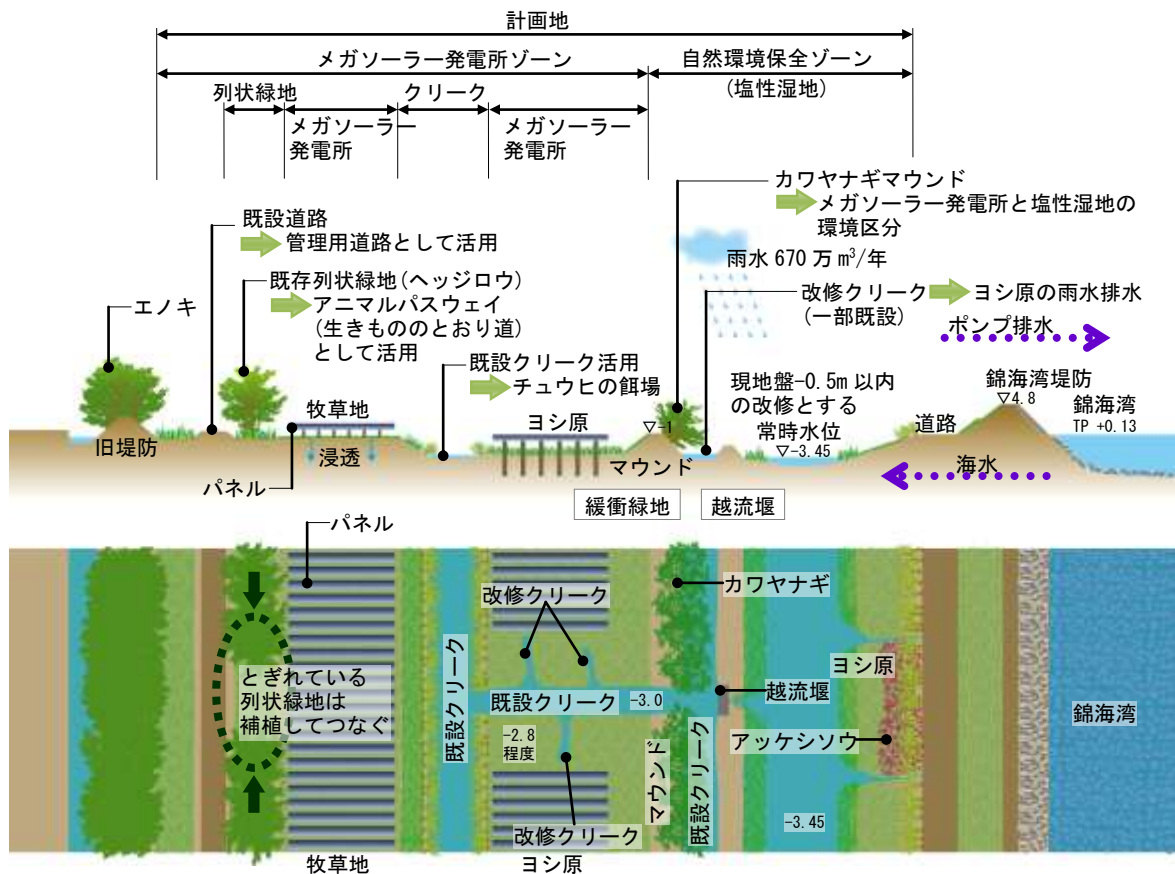 計画地
メガソーラー発電所ゾーン
自然環境保全ゾーン
(塩性湿地)
列状緑地
クリーク
メガソーラー
発電所
メガソーラー
発電所
カワヤナギマウンド
メガソーラー発電所と塩性湿地の
環境区分
既設道路
管理用道路として活用
雨水 670 万 m³/年
既存列状緑地(ヘッジロウ)
アニマルパスウェイ
(生きもののとおり道)
として活用
エノキ
改修クリーク
(一部既設)
ヨシ原の雨水排水
ポンプ排水
既設クリーク活用
チュウヒの餌場
現地盤-0.5m 以内
の改修とする
常時水位
▽-3.45
錦海湾堤防
▽4.8
錦海湾
TP +0.13
道路
牧草地
ヨシ原
▽-1
旧堤防
浸透
マウンド
海水
パネル
緩衝緑地
越流堰
パネル
改修クリーク
カワヤナギ
とぎれている
列状緑地は
補植してつなぐ
既設クリーク
既設クリーク
-3.0
越流堰
ヨシ原
-2.8
程度
マウンド
既設クリーク
アッケシソウ
錦海湾
-3.45
改修クリーク
牧草地
ヨシ原